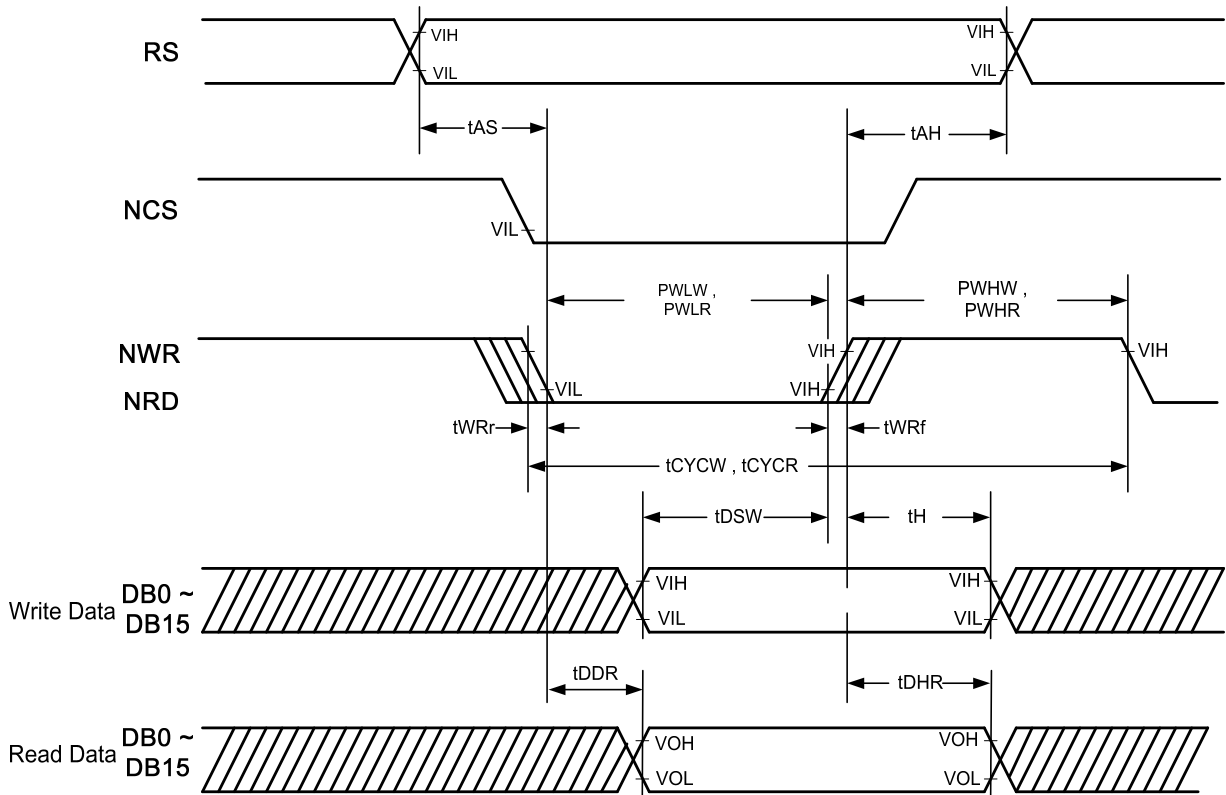 RS
VIH
VIL
VIH
VIL
tAS
tAH
NCS
VIL
PWLW ,
PWLR
PWHW ,
PWHR
NWR
NRD
VIL
VIH
VIH
VIH
tWRr
tWRf
tCYCW , tCYCR
tDSW
tH
Write Data
DB0 ~
DB15
VIH
VIL
VIH
VIL
tDDR
tDHR
Read Data
DB0 ~
DB15
VOH
VOL
VOH
VOL